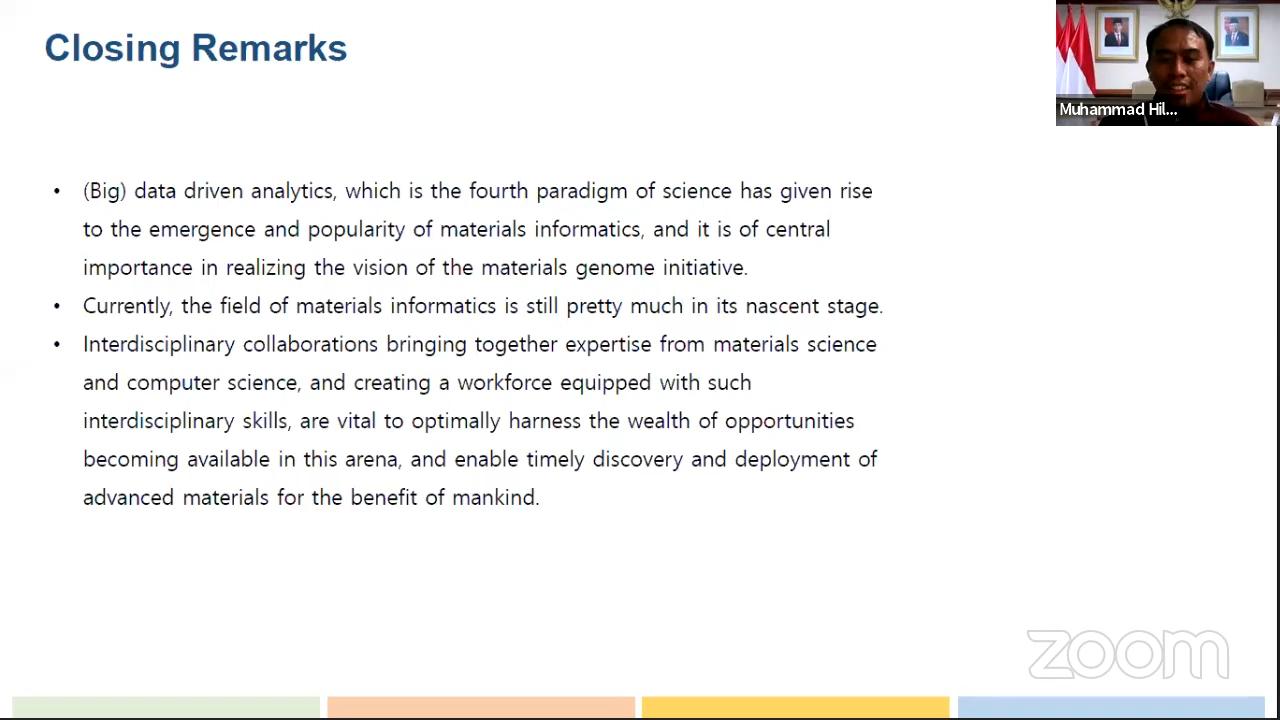 Closing Remarks
Muhammad Hil...
• (Big) data driven analytics, which is the fourth paradigm of science has given rise
to the emergence and popularity of materials informatics, and it is of central
importance in realizing the vision of the materials genome initiative.
• Currently, the field of materials informatics is still pretty much in its nascent stage.
• Interdisciplinary collaborations bringing together expertise from materials science
and computer science, and creating a workforce equipped with such
interdisciplinary skills, are vital to optimally harness the wealth of opportunities
becoming available in this arena, and enable timely discovery and deployment of
advanced materials for the benefit of mankind.
zoom